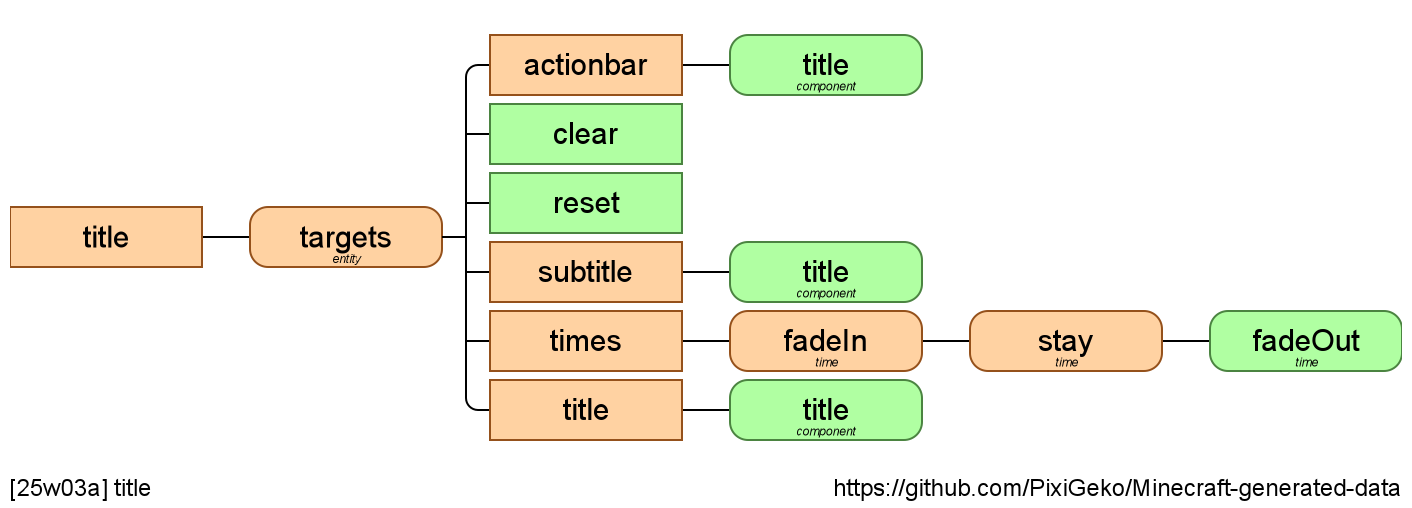 actionbar
title
component
clear
reset
title
targets
entity
subtitle
title
component
times
fadeIn
time
stay
time
fadeOut
time
title
title
component
[25w03a] title
https://github.com/PixiGeko/Minecraft-generated-data